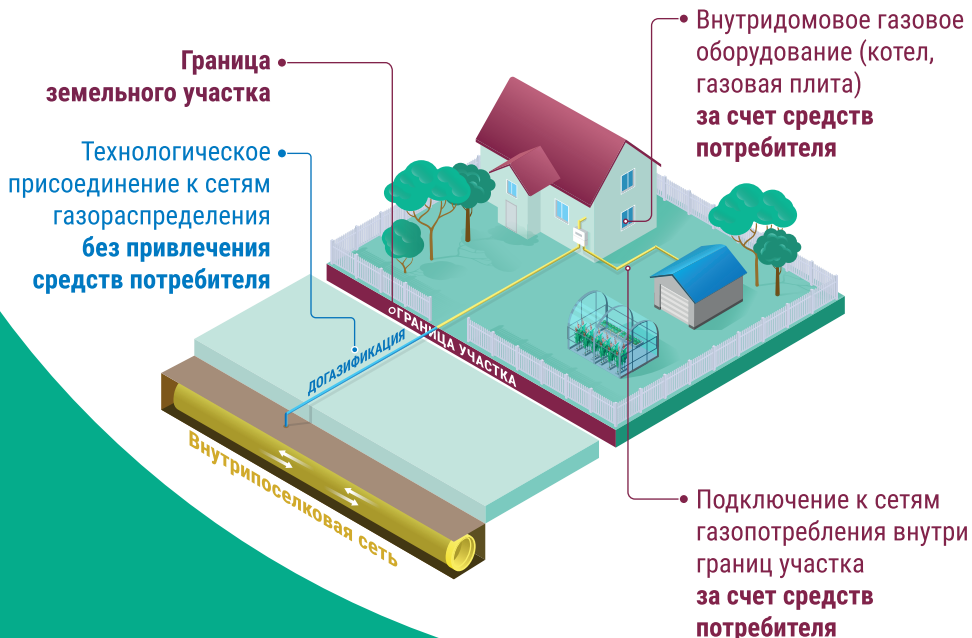 Граница
земельного участка
Технологическое
присоединение к сетям
газораспределения
без привлечения
средств потребителя
Внутридомовое газовое
оборудование (котел,
газовая плита)
за счет средств
потребителя
ГРАНИЦА УЧАСТКА
ДОГАЗИФИКАЦИЯ
Внутрипоселковая сеть
Подключение к сетям
газопотребления внутри
границ участка
за счет средств
потребителя